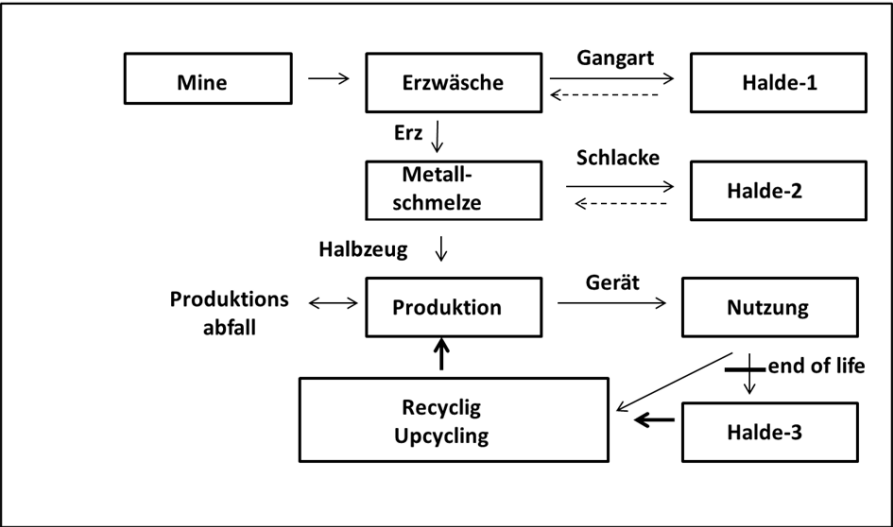 Gangart
Mine
Erzwäsche
Halde-1
Erz
Schlacke
Metall-
schmelze
Halde-2
Halbzeug
Gerät
Produktions
abfall
Produktion
Nutzung
end of life
Recyclig
Upcycling
Halde-3